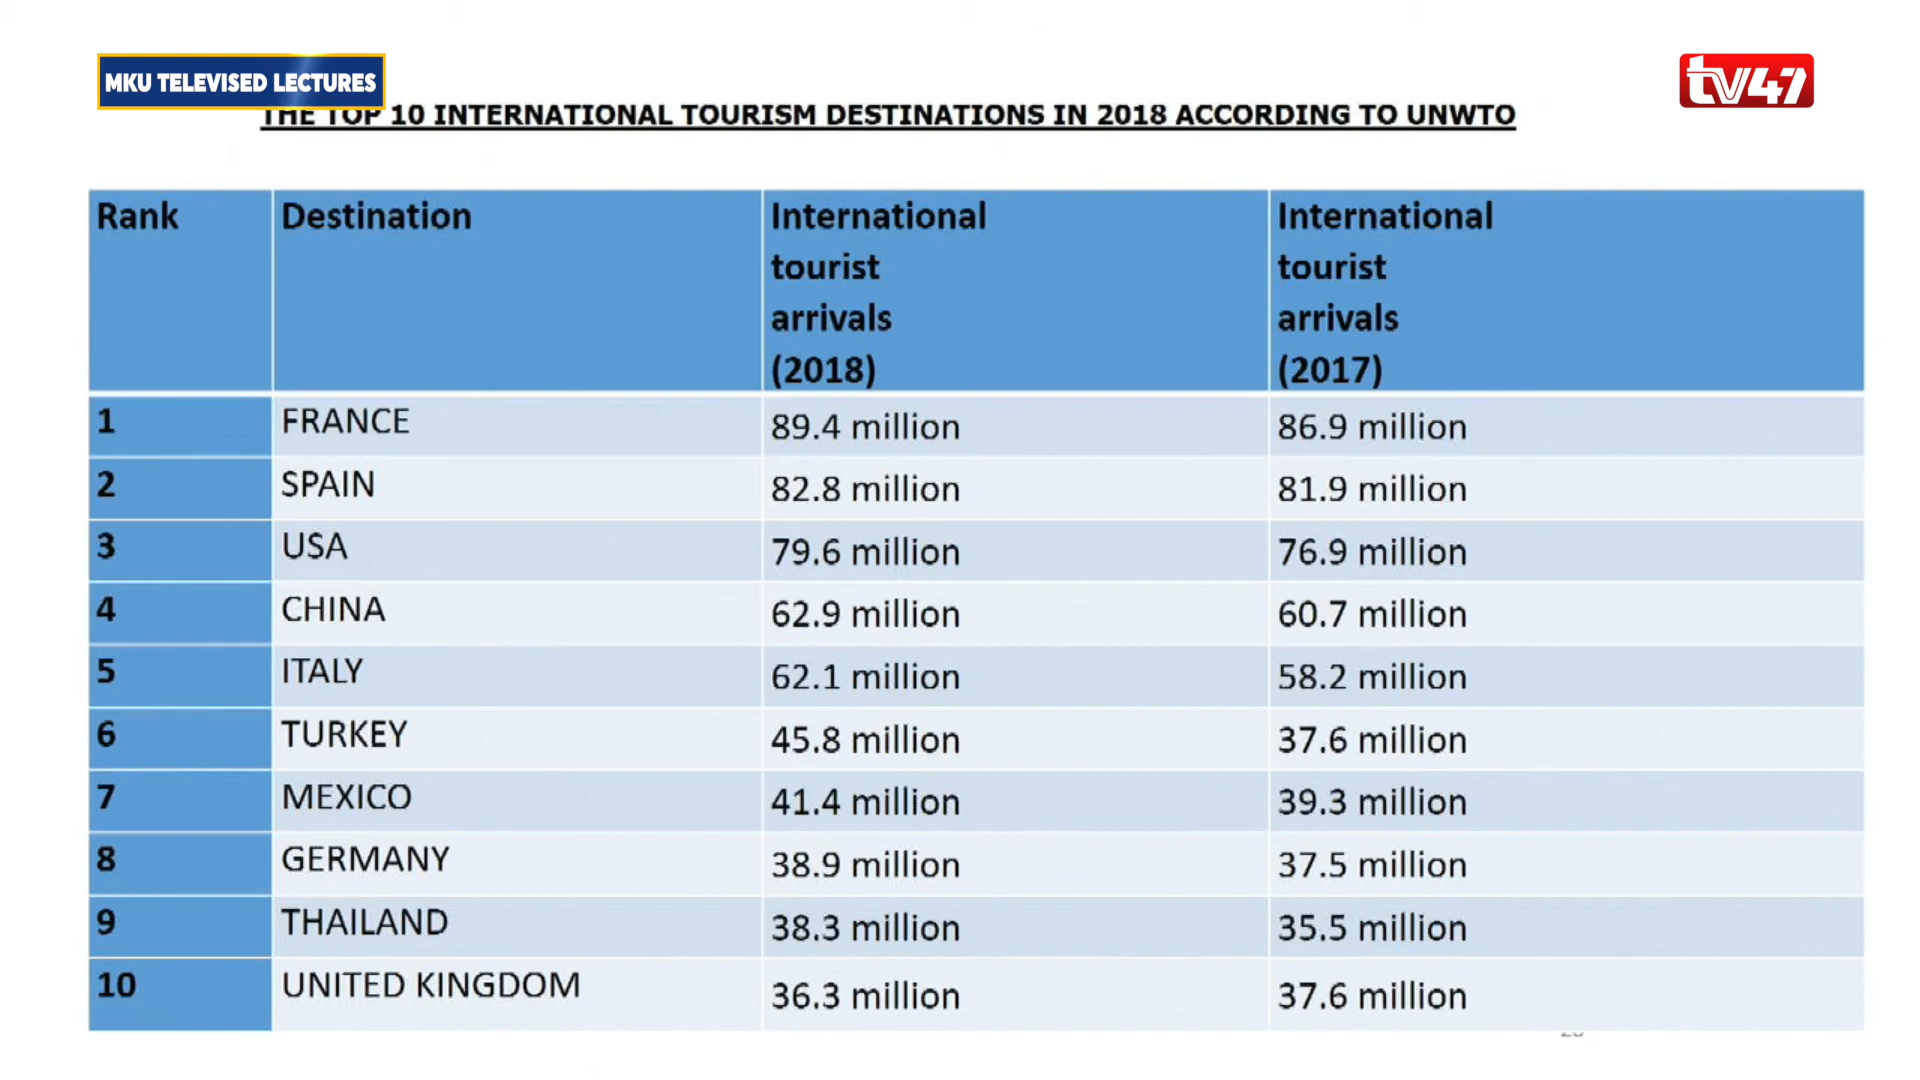 MKU TELEVISED LECTURES
tv47
THE TOP 10 INTERNATIONAL TOURISM DESTINATIONS IN 2018 ACCORDING TO UNWTO
Rank Destination International tourist arrivals (2018) International tourist arrivals (2017)
1 FRANCE 89.4 million 86.9 million
2 SPAIN 82.8 million 81.9 million
3 USA 79.6 million 76.9 million
4 CHINA 62.9 million 60.7 million
5 ITALY 62.1 million 58.2 million
6 TURKEY 45.8 million 37.6 million
7 MEXICO 41.4 million 39.3 million
8 GERMANY 38.9 million 37.5 million
9 THAILAND 38.3 million 35.5 million
10 UNITED KINGDOM 36.3 million 37.6 million